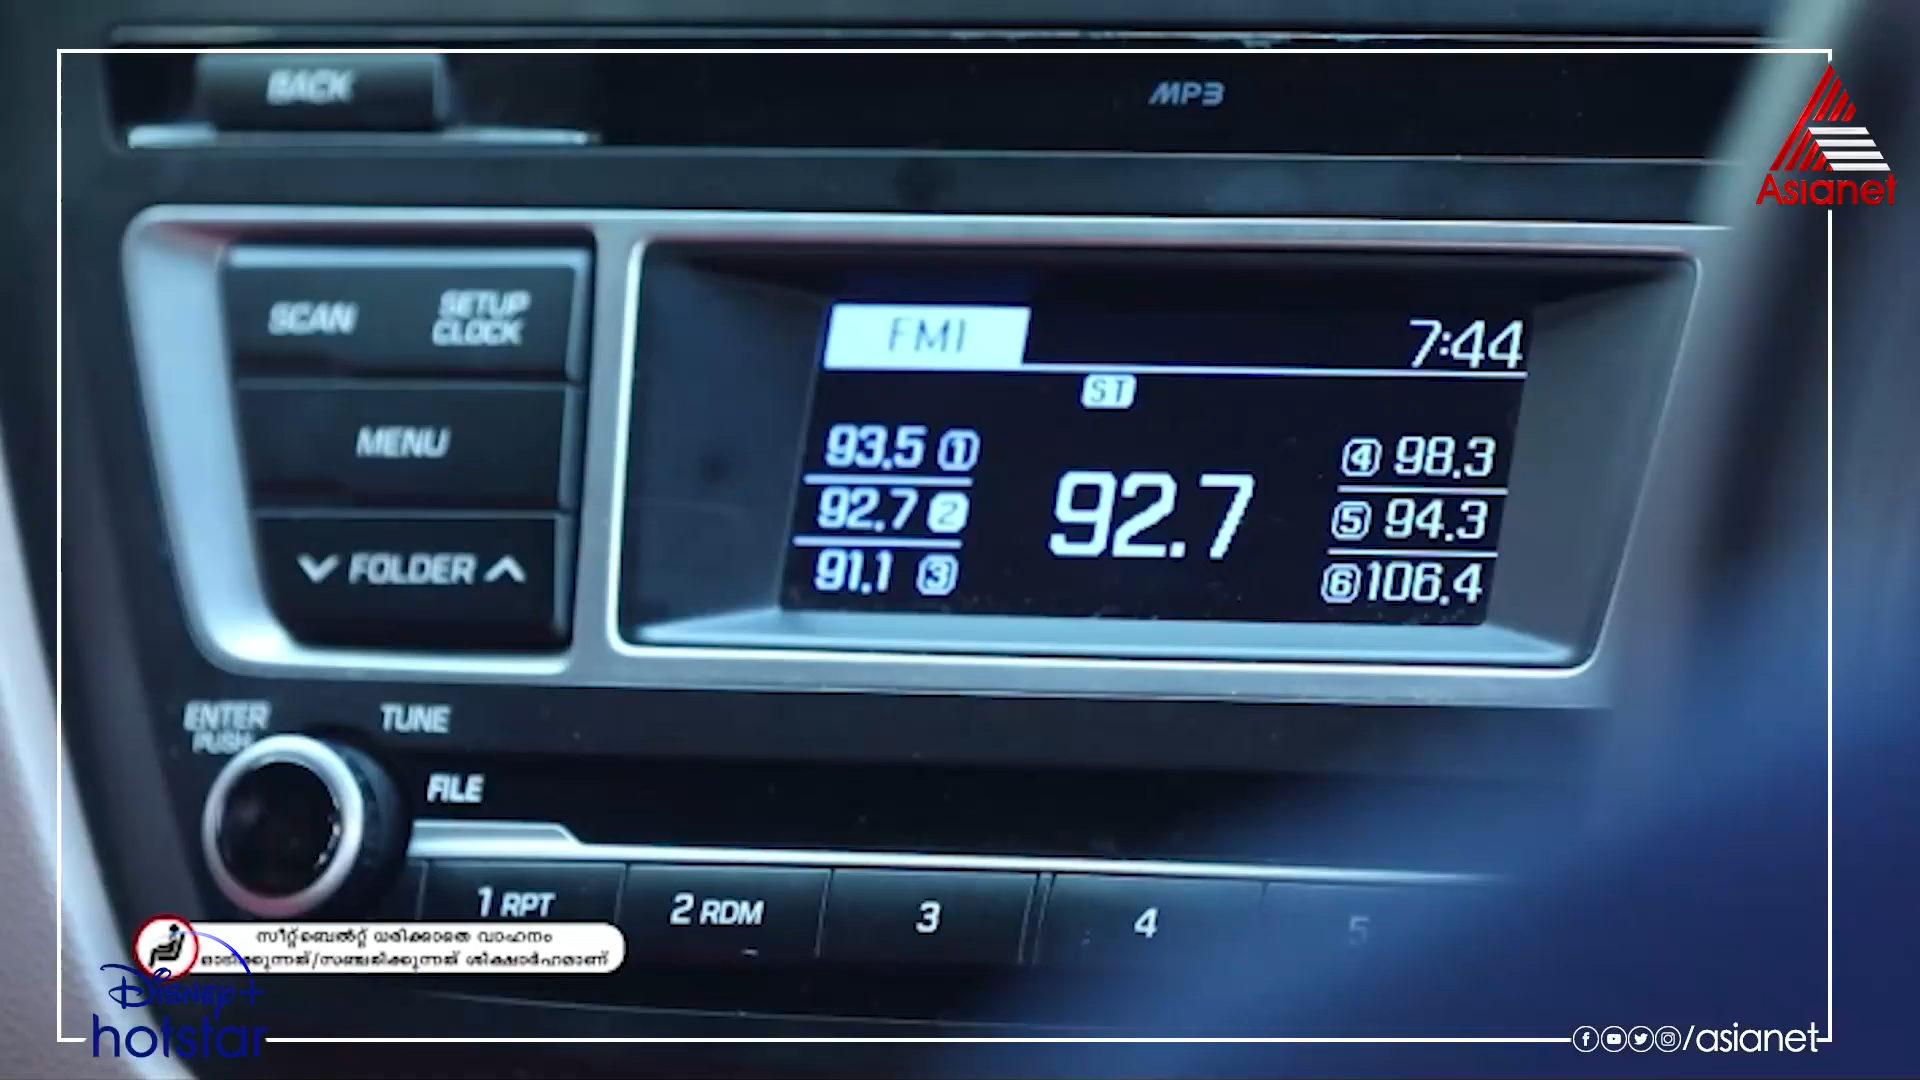 BACK
MP3
Asianet
SCAN
SETUP
CLOCK
MENU
FOLDER
FM1
7:44
ST
93.5 1
92.7 2
91.1 3
92.7
4 98.3
5 94.3
6 106.4
ENTER
PUSH
TUNE
FILE
1 RPT
2 RDM
3
4
5
സീറ്റ്ബെൽറ്റ് ധരിക്കാതെ വാഹനം
ഓടിക്കുന്നത്/സഞ്ചരിക്കുന്നത് ശിക്ഷാർഹമാണ്
Disney+
hotstar
/asianet